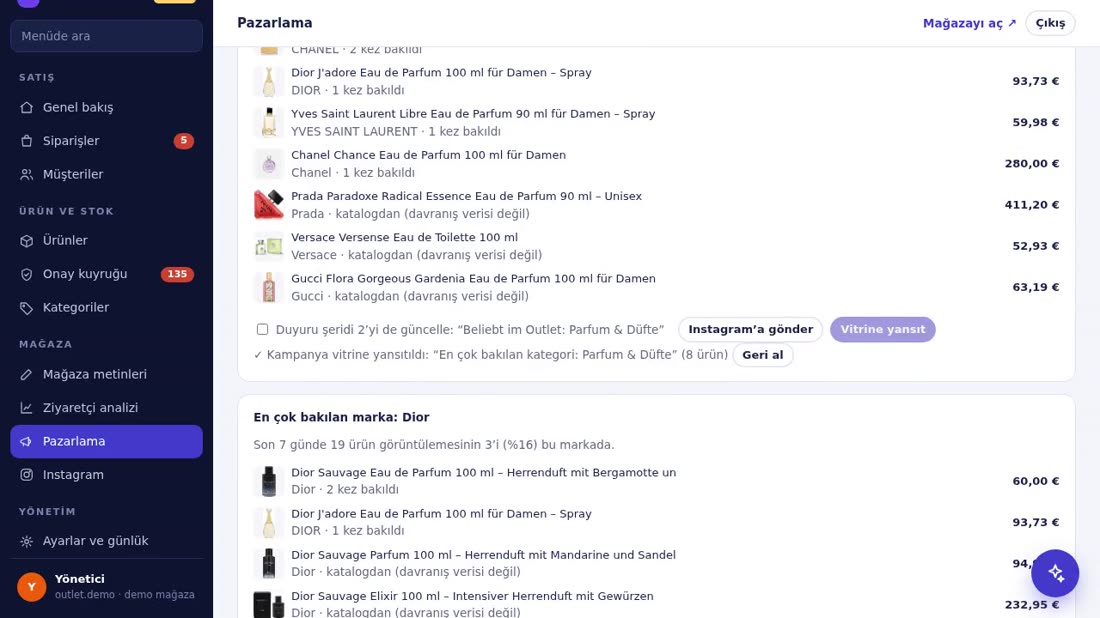 Menüde ara
SATIŞ
Genel bakış
Siparişler 5
Müşteriler
ÜRÜN VE STOK
Ürünler
Onay kuyruğu 135
Kategoriler
MAĞAZA
Mağaza metinleri
Ziyaretçi analizi
Pazarlama
Instagram
YÖNETİM
Ayarlar ve günlük
Y
Yönetici
outlet.demo · demo mağaza
Pazarlama
Mağazayı aç ↗
Çıkış
CHANEL · 2 kez bakıldı
Dior J'adore Eau de Parfum 100 ml für Damen – Spray
DIOR · 1 kez bakıldı
93,73 €
Yves Saint Laurent Libre Eau de Parfum 90 ml für Damen – Spray
YVES SAINT LAURENT · 1 kez bakıldı
59,98 €
Chanel Chance Eau de Parfum 100 ml für Damen
Chanel · 1 kez bakıldı
280,00 €
Prada Paradoxe Radical Essence Eau de Parfum 90 ml – Unisex
Prada · katalogdan (davranış verisi değil)
411,20 €
Versace Versense Eau de Toilette 100 ml
Versace · katalogdan (davranış verisi değil)
52,93 €
Gucci Flora Gorgeous Gardenia Eau de Parfum 100 ml für Damen
Gucci · katalogdan (davranış verisi değil)
63,19 €
Duyuru şeridi 2’yi de güncelle: “Beliebt im Outlet: Parfum & Düfte”
Instagram’a gönder
Vitrine yansıt
✓ Kampanya vitrine yansıtıldı: “En çok bakılan kategori: Parfum & Düfte” (8 ürün)
Geri al
En çok bakılan marka: Dior
Son 7 günde 19 ürün görüntülemesinin 3’i (%16) bu markada.
Dior Sauvage Eau de Parfum 100 ml – Herrenduft mit Bergamotte un
Dior · 2 kez bakıldı
60,00 €
Dior J'adore Eau de Parfum 100 ml für Damen – Spray
DIOR · 1 kez bakıldı
93,73 €
Dior Sauvage Parfum 100 ml – Herrenduft mit Mandarine und Sandel
Dior · katalogdan (davranış verisi değil)
94,
Dior Sauvage Elixir 100 ml – Intensiver Herrenduft mit Gewürzen
Dior · katalogdan (davranış verisi değil)
232,95 €